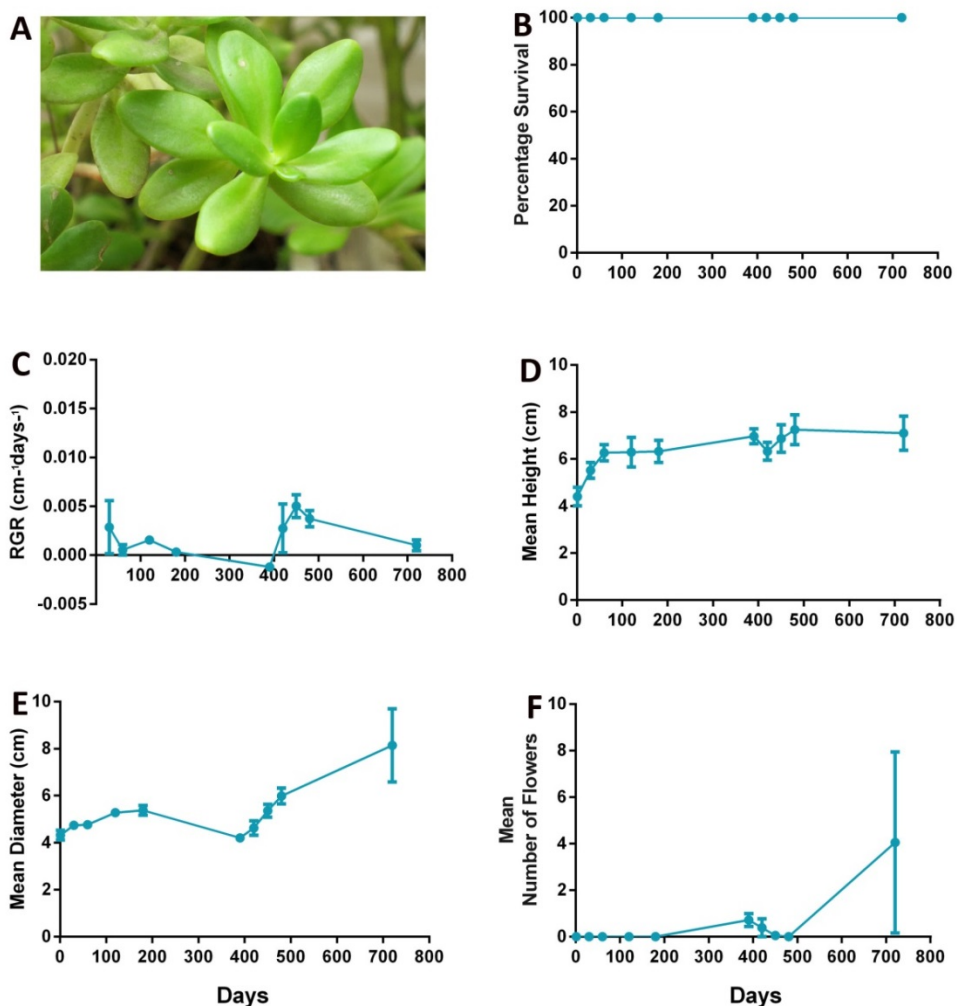 A
B
Percentage Survival
100
80
60
40
20
0
0 100 200 300 400 500 600 700 800
C
RGR (cm-¹days-¹)
0.020
0.015
0.010
0.005
0.000
-0.005
100 200 300 400 500 600 700 800
D
Mean Height (cm)
10
8
6
4
2
0
0 100 200 300 400 500 600 700 800
E
Mean Diameter (cm)
10
8
6
4
2
0
0 100 200 300 400 500 600 700 800
Days
F
Mean
Number of Flowers
10
8
6
4
2
0
0 100 200 300 400 500 600 700 800
Days